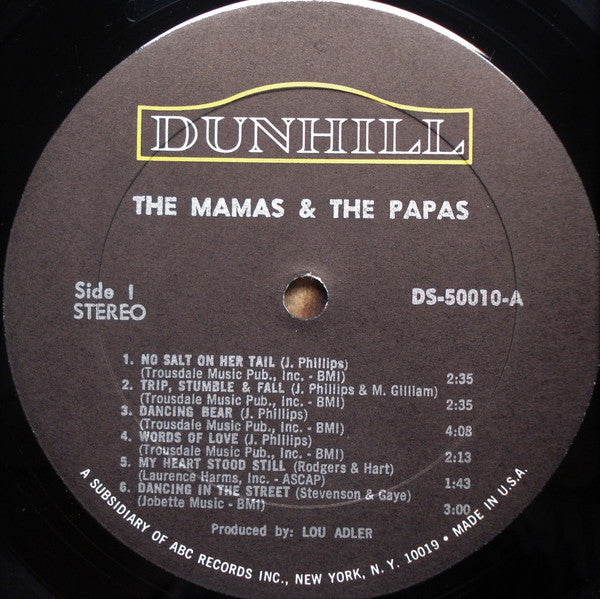 DUNHILL
THE MAMAS & THE PAPAS
Side 1
STEREO
DS-50010-A
1. NO SALT ON HER TAIL (J. Phillips)
(Trousdale Music Pub., Inc. - BMI) 2:35
2. TRIP, STUMBLE & FALL (J. Phillips & M. Gilliam)
(Trousdale Music Pub., Inc. - BMI) 2:35
3. DANCING BEAR (J. Phillips)
(Trousdale Music Pub., Inc. - BMI) 4:08
4. WORDS OF LOVE (J. Phillips)
(Trousdale Music Pub., Inc. - BMI) 2:13
5. MY HEART STOOD STILL (Rodgers & Hart)
(Laurence Harms, Inc. - ASCAP) 1:43
6. DANCING IN THE STREET (Stevenson & Gaye)
(Jobette Music - BMI) 3:00
Produced by: LOU ADLER
A SUBSIDIARY OF ABC RECORDS INC., NEW YORK, N. Y. 10019 • MADE IN U.S.A.